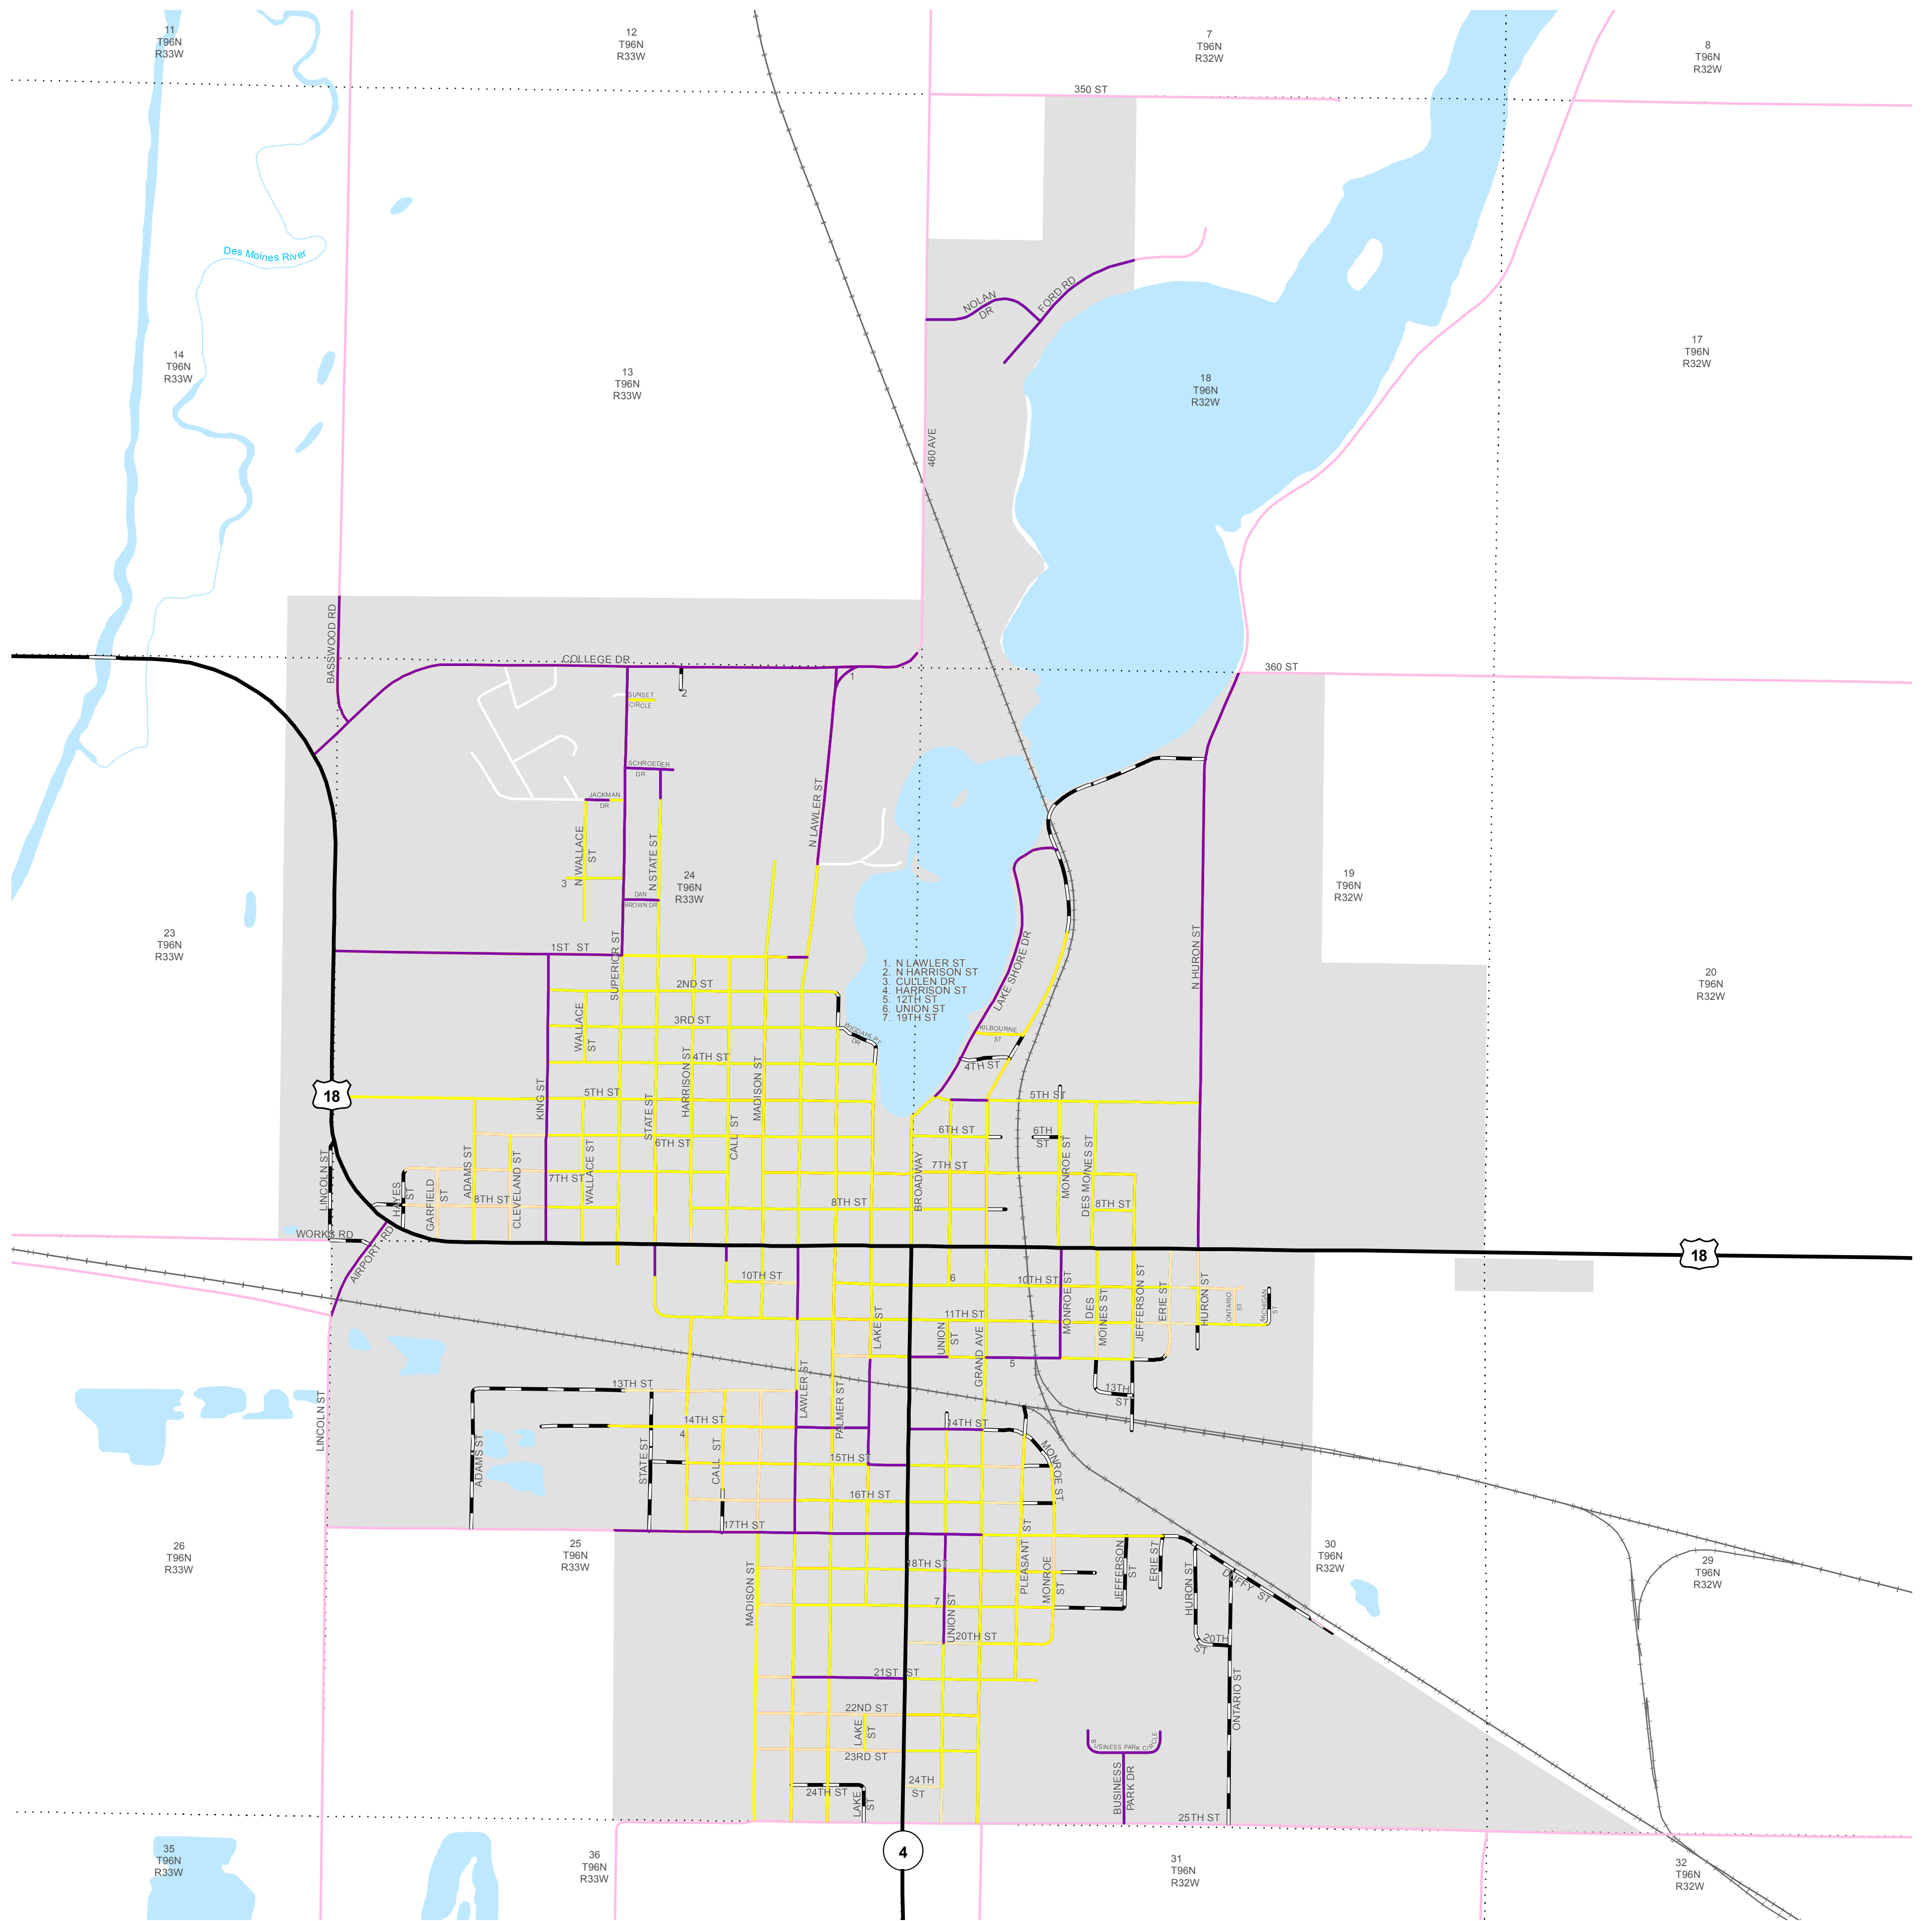 11
T96N
R33W
12
T96N
R33W
7
T96N
R32W
8
T96N
R32W
350 ST
Des Moines River
NOLAN
DR
FORD RD
14
T96N
R33W
13
T96N
R33W
18
T96N
R32W
17
T96N
R32W
460 AVE
BASSWOOD RD
COLLEGE DR
360 ST
1
2
SUNSET
CIRCLE
SCHROEDER
DR
JACKMAN
DR
N LAWLER ST
N WALLACE
ST
N STATE ST
3
DAN
BROWN DR
24
T96N
R33W
19
T96N
R32W
23
T96N
R33W
20
T96N
R32W
1ST ST
SUPERIOR ST
1. N LAWLER ST
2. N HARRISON ST
3. CULLEN DR
4. HARRISON ST
5. 12TH ST
6. UNION ST
7. 19TH ST
LAKE SHORE DR
N HURON ST
2ND ST
3RD ST
WALLACE
ST
WIGDAHL PT
DR
KILBOURNE
ST
4TH ST
4TH ST
HARRISON ST
MADISON ST
KING ST
18
5TH ST
5TH ST
STATE ST
CALL ST
6TH ST
6TH ST
6TH
ST
LINCOLN ST
HAYES
ST
GARFIELD
ST
ADAMS ST
CLEVELAND ST
7TH ST
WALLACE ST
7TH ST
BROADWAY
MONROE ST
DES MOINES ST
8TH ST
8TH ST
8TH ST
WORKS RD
AIRPORT RD
18
10TH ST
6
10TH ST
MONROE ST
DES
MOINES ST
JEFFERSON ST
ERIE ST
HURON ST
ONTARIO
ST
MICHIGAN
ST
11TH ST
LAKE ST
UNION
ST
GRAND AVE
5
LINCOLN ST
13TH ST
LAWLER ST
PALMER ST
13TH
ST
14TH ST
14TH ST
4
ADAMS ST
STATE ST
CALL ST
15TH ST
MONROE ST
16TH ST
17TH ST
PLEASANT ST
26
T96N
R33W
25
T96N
R33W
30
T96N
R32W
29
T96N
R32W
18TH ST
MADISON ST
MONROE
ST
JEFFERSON
ST
ERIE ST
HURON ST
DUFFY ST
7
UNION ST
20TH ST
20TH
ST
21ST ST
ONTARIO ST
22ND ST
LAKE
ST
23RD ST
BUSINESS PARK CIRCLE
BUSINESS
PARK DR
24TH ST
LAKE
ST
24TH
ST
25TH ST
4
35
T96N
R33W
36
T96N
R33W
31
T96N
R32W
32
T96N
R32W